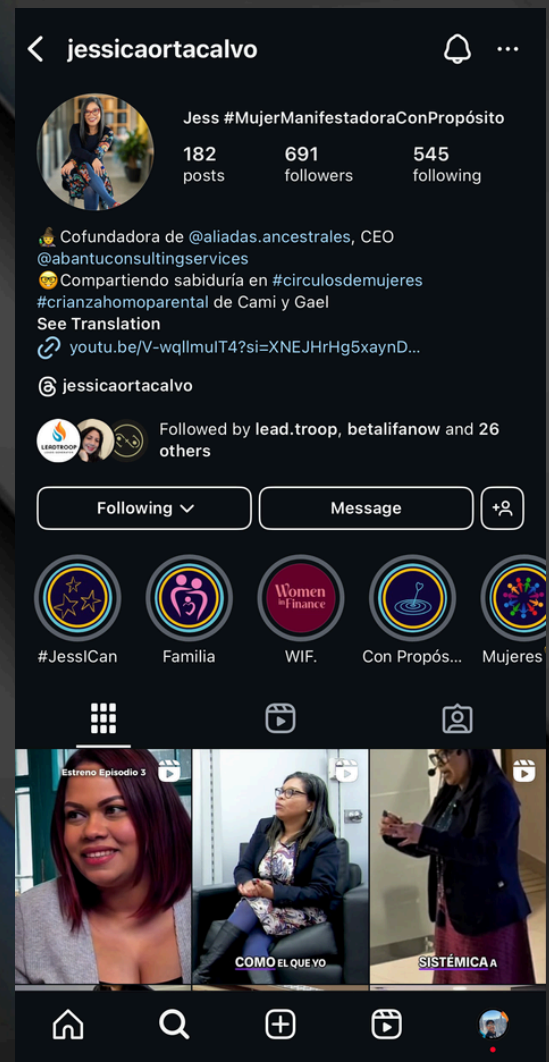 jessicaortacalvo
Jess #MujerManifestadoraConPropósito
182 691 545
posts followers following
Cofundadora de @aliadas.ancestrales, CEO
@abantuconsultingservices
Compartiendo sabiduría en #circulosdemujeres
#crianzahomoparental de Cami y Gael
See Translation
youtu.be/V-wqllmulT4?si=XNEJHrHg5xaynD...
jessicaortacalvo
LEADTROOP
Followed by lead.troop, betalifanow and 26
others
Following Message
Women
in Finance
#JessICan Familia WIF. Con Propós... Mujeres
Estreno Episodio 3
COMO EL QUE YO
SISTÉMICA A